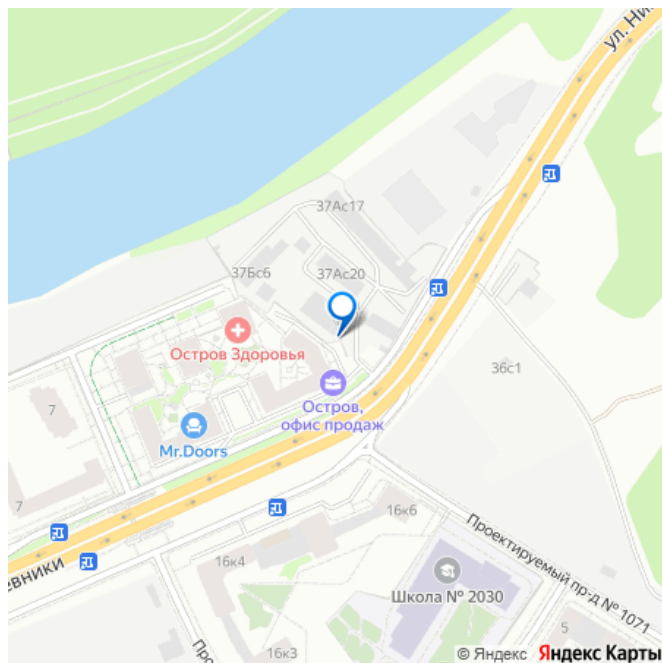 ул. Ни
37Ас17
37Бс6
37Ас20
Остров Здоровья
36с1
7
Остров,
офис продаж
Mr.Doors
7
16к6
евники
16к4
Проектируемый пр-д № 1071
Школа № 2030
5
Про
16к3
© Яндекс Яндекс Карты